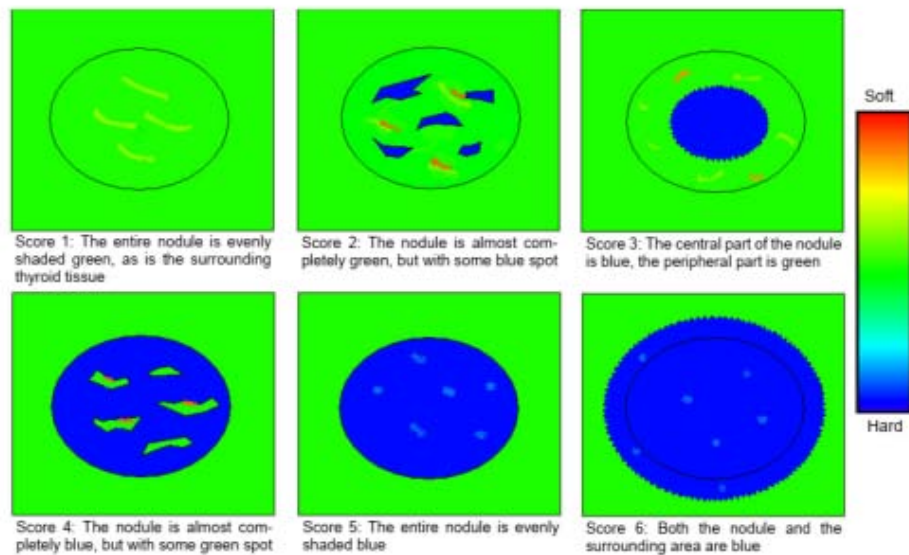 Soft
Score 1: The entire nodule is evenly
shaded green, as is the surrounding
thyroid tissue
Score 2: The nodule is almost com-
pletely green, but with some blue spot
Score 3: The central part of the nodule
is blue, the peripheral part is green
Hard
Score 4: The nodule is almost com-
pletely blue, but with some green spot
Score 5: The entire nodule is evenly
shaded blue
Score 6: Both the nodule and the
surrounding area are blue